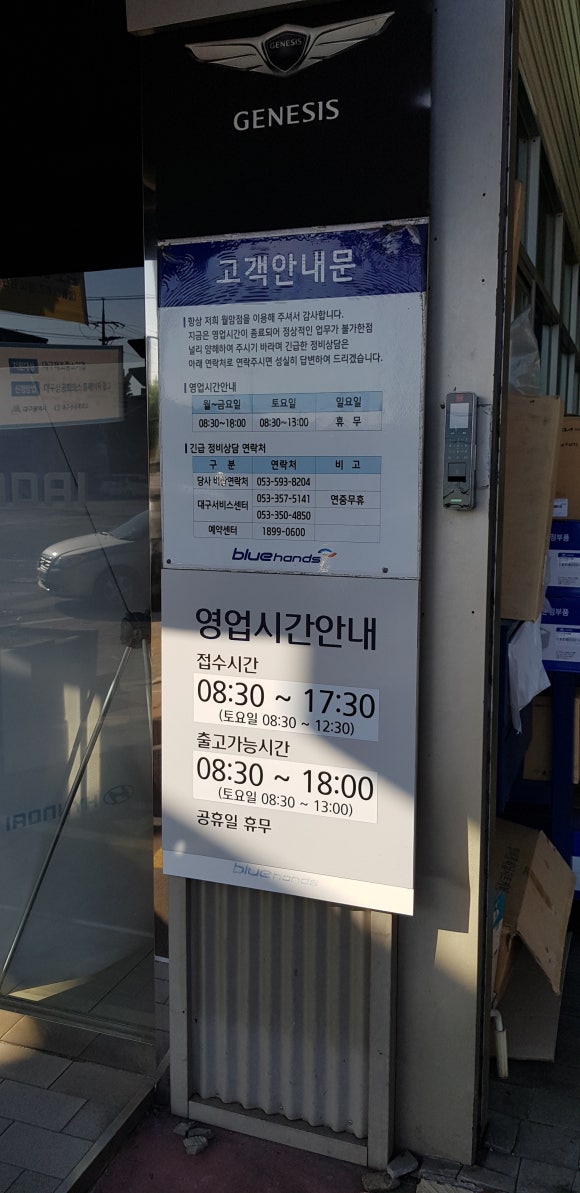 GENESIS
GENESIS
고객안내문
항상 저희 월암점을 이용해 주셔서 감사합니다.
지금은 영업시간이 종료되어 정상적인 업무가 불가한점
널리 양해하여 주시기 바라며 긴급한 정비상담은
아래 연락처로 연락주시면 성실히 답변하여 드리겠습니다.
영업시간안내
월~금요일 토요일 일요일
08:30~18:00 08:30~13:00 휴 무
긴급 정비상담 연락처
구 분 연락처 비 고
당사 비상연락처 053-593-8204
대구서비스센터 053-357-5141 연중무휴
053-350-4850
예약센터 1899-0600
bluehands
영업시간안내
접수시간
08:30 ~ 17:30
(토요일 08:30 ~ 12:30)
출고가능시간
08:30 ~ 18:00
(토요일 08:30 ~ 13:00)
공휴일 휴무
bluehands
HYUNDAI